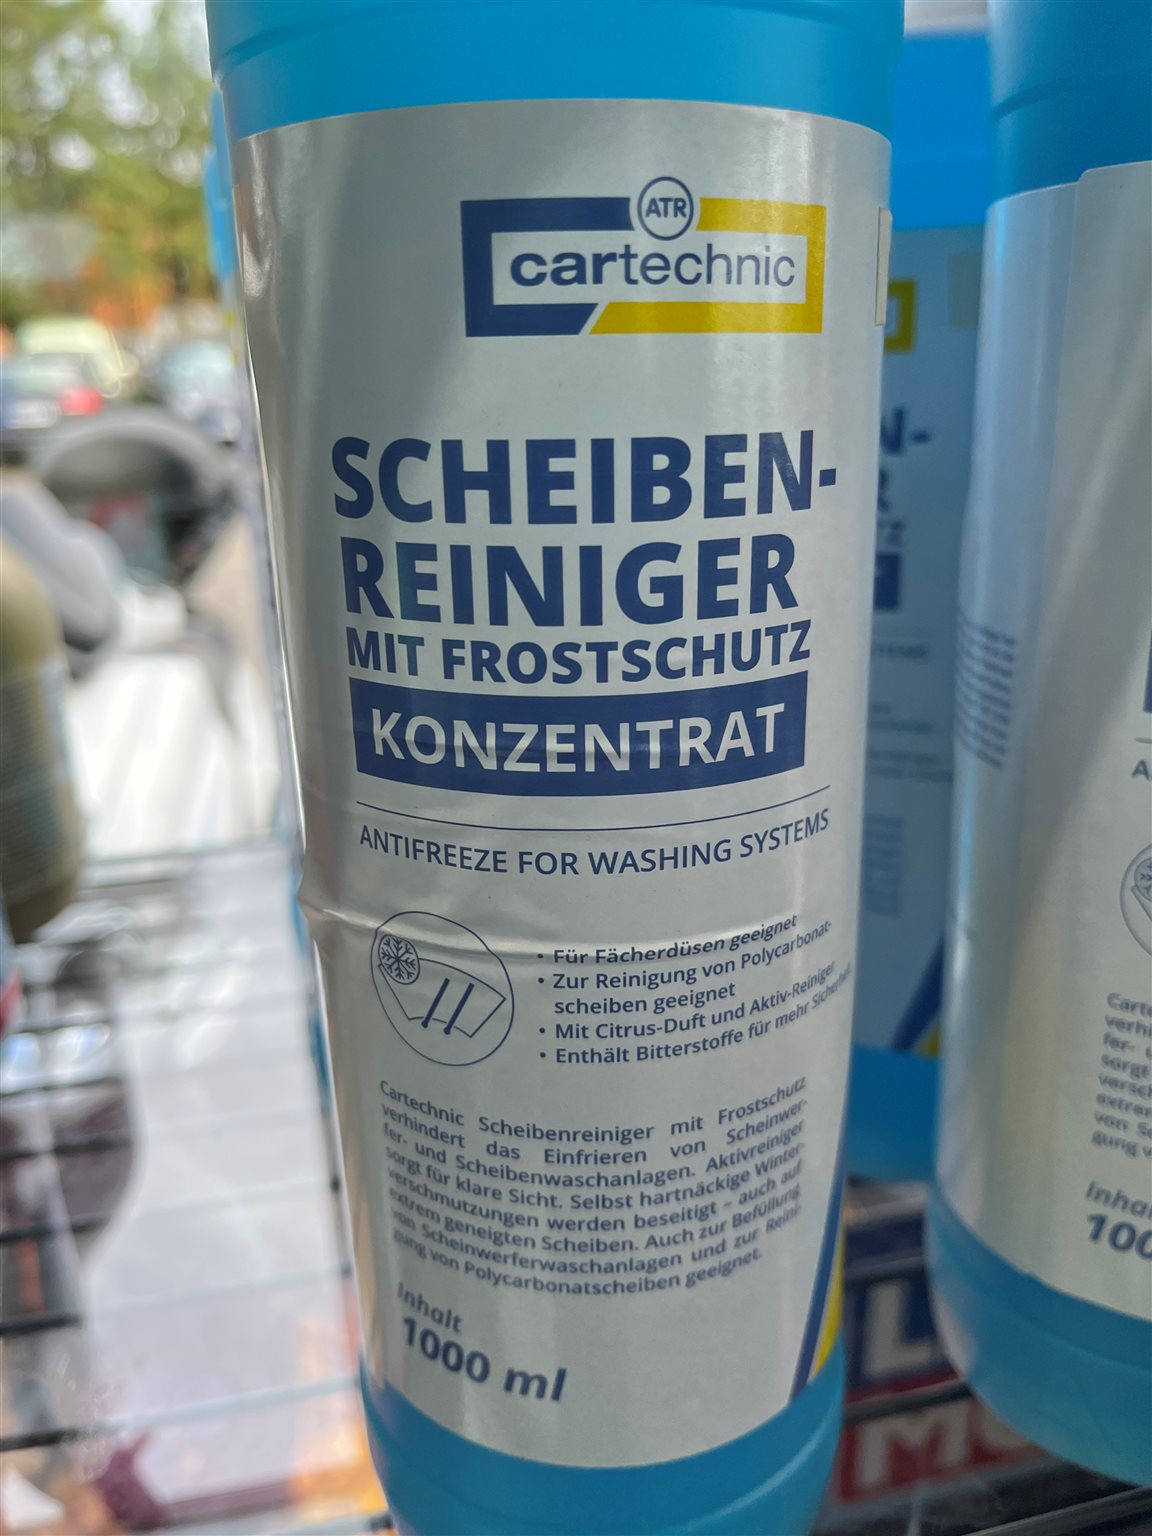 ATR
cartechnic
SCHEIBEN-
REINIGER
MIT FROSTSCHUTZ
KONZENTRAT
ANTIFREEZE FOR WASHING SYSTEMS
• Für Fächerdüsen geeignet
• Zur Reinigung von Polycarbonat-
scheiben geeignet
• Mit Citrus-Duft und Aktiv-Reiniger
• Enthält Bitterstoffe für mehr Sicherheit
Cartechnic Scheibenreiniger mit Frostschutz
verhindert das Einfrieren von Scheinwer-
fer- und Scheibenwaschanlagen. Aktivreiniger
sorgt für klare Sicht. Selbst hartnäckige Winter-
verschmutzungen werden beseitigt – auch auf
extrem geneigten Scheiben. Auch zur Befüllung
von Scheinwerferwaschanlagen und zur Reini-
gung von Polycarbonatscheiben geeignet.
Inhalt
1000 ml